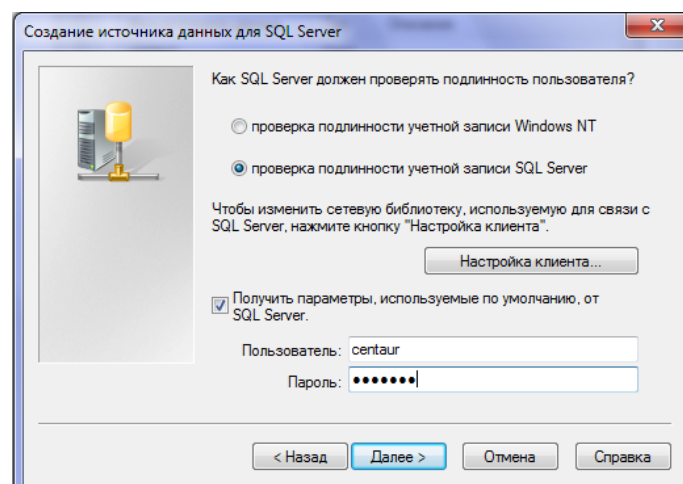 Создание источника данных для SQL Server
Как SQL Server должен проверять подлинность пользователя?
проверка подлинности учетной записи Windows NT
проверка подлинности учетной записи SQL Server
Чтобы изменить сетевую библиотеку, используемую для связи с
SQL Server, нажмите кнопку "Настройка клиента".
Настройка клиента...
Получить параметры, используемые по умолчанию, от
SQL Server.
Пользователь: centaur
Пароль: ●●●●●●●
< Назад Далее > Отмена Справка